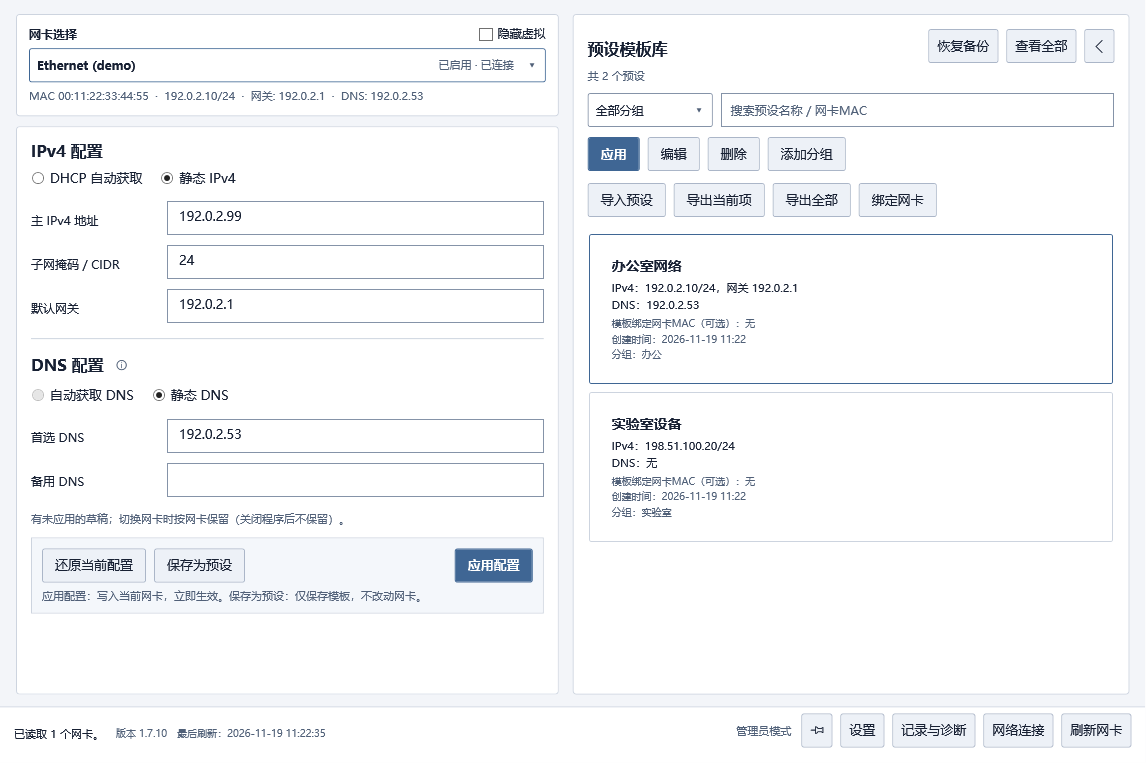 网卡选择
隐藏虚拟
Ethernet (demo)
已启用 · 已连接
MAC 00:11:22:33:44:55 · 192.0.2.10/24 · 网关: 192.0.2.1 · DNS: 192.0.2.53
IPv4 配置
DHCP 自动获取
静态 IPv4
主 IPv4 地址
192.0.2.99
子网掩码 / CIDR
24
默认网关
192.0.2.1
DNS 配置
自动获取 DNS
静态 DNS
首选 DNS
192.0.2.53
备用 DNS
有未应用的草稿；切换网卡时按网卡保留（关闭程序后不保留）。
还原当前配置
保存为预设
应用配置
应用配置：写入当前网卡，立即生效。保存为预设：仅保存模板，不改动网卡。
预设模板库
恢复备份
查看全部
共 2 个预设
全部分组
搜索预设名称 / 网卡MAC
应用
编辑
删除
添加分组
导入预设
导出当前项
导出全部
绑定网卡
办公室网络
IPv4：192.0.2.10/24，网关 192.0.2.1
DNS：192.0.2.53
模板绑定网卡MAC（可选）：无
创建时间：2026-11-19 11:22
分组：办公
实验室设备
IPv4：198.51.100.20/24
DNS：无
模板绑定网卡MAC（可选）：无
创建时间：2026-11-19 11:22
分组：实验室
已读取 1 个网卡。
版本 1.7.10
最后刷新：2026-11-19 11:22:35
管理员模式
设置
记录与诊断
网络连接
刷新网卡